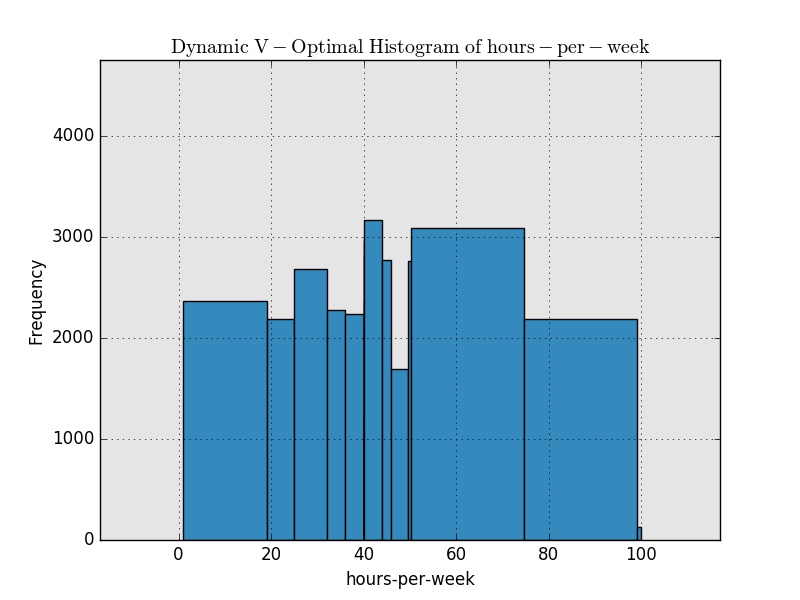 Dynamic V − Optimal Histogram of hours − per − week
4000
3000
2000
1000
0
Frequency
0 20 40 60 80 100
hours-per-week